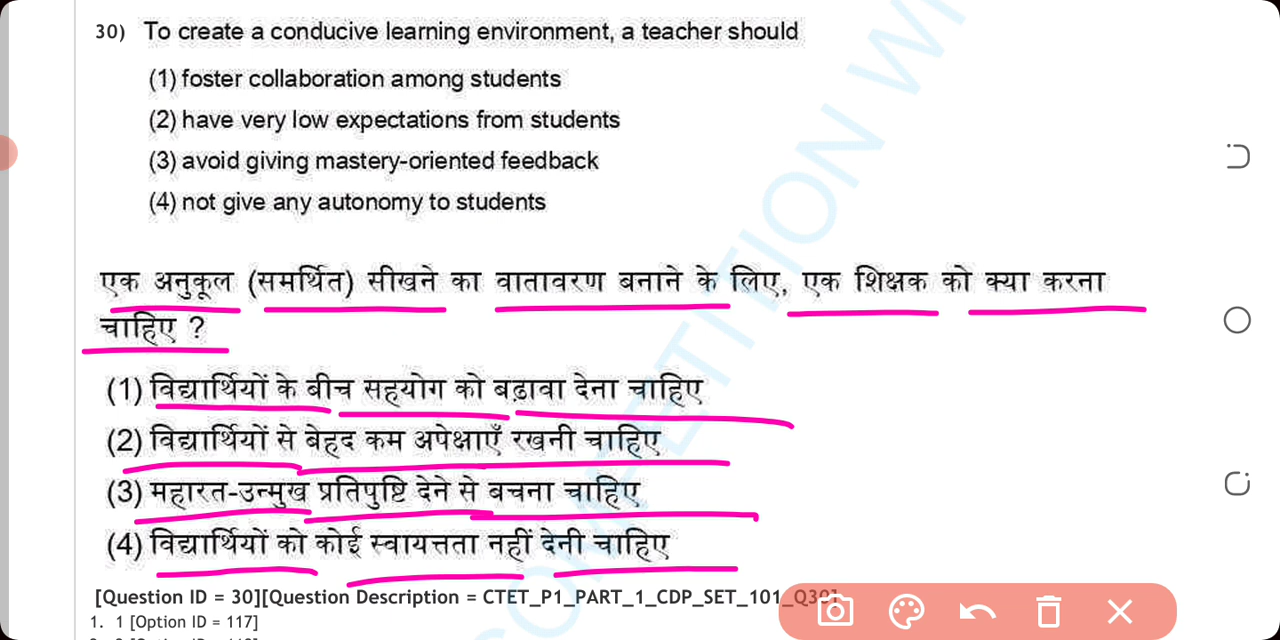 30) To create a conducive learning environment, a teacher should
(1) foster collaboration among students
(2) have very low expectations from students
(3) avoid giving mastery-oriented feedback
(4) not give any autonomy to students
एक अनुकूल (समर्थित) सीखने का वातावरण बनाने के लिए, एक शिक्षक को क्या करना
चाहिए ?
(1) विद्यार्थियों के बीच सहयोग को बढ़ावा देना चाहिए
(2) विद्यार्थियों से बेहद कम अपेक्षाएँ रखनी चाहिए
(3) महारत-उन्मुख प्रतिपुष्टि देने से बचना चाहिए
(4) विद्यार्थियों को कोई स्वायत्तता नहीं देनी चाहिए
[Question ID = 30][Question Description = CTET_P1_PART_1_CDP_SET_101_Q30]
1. 1 [Option ID = 117]